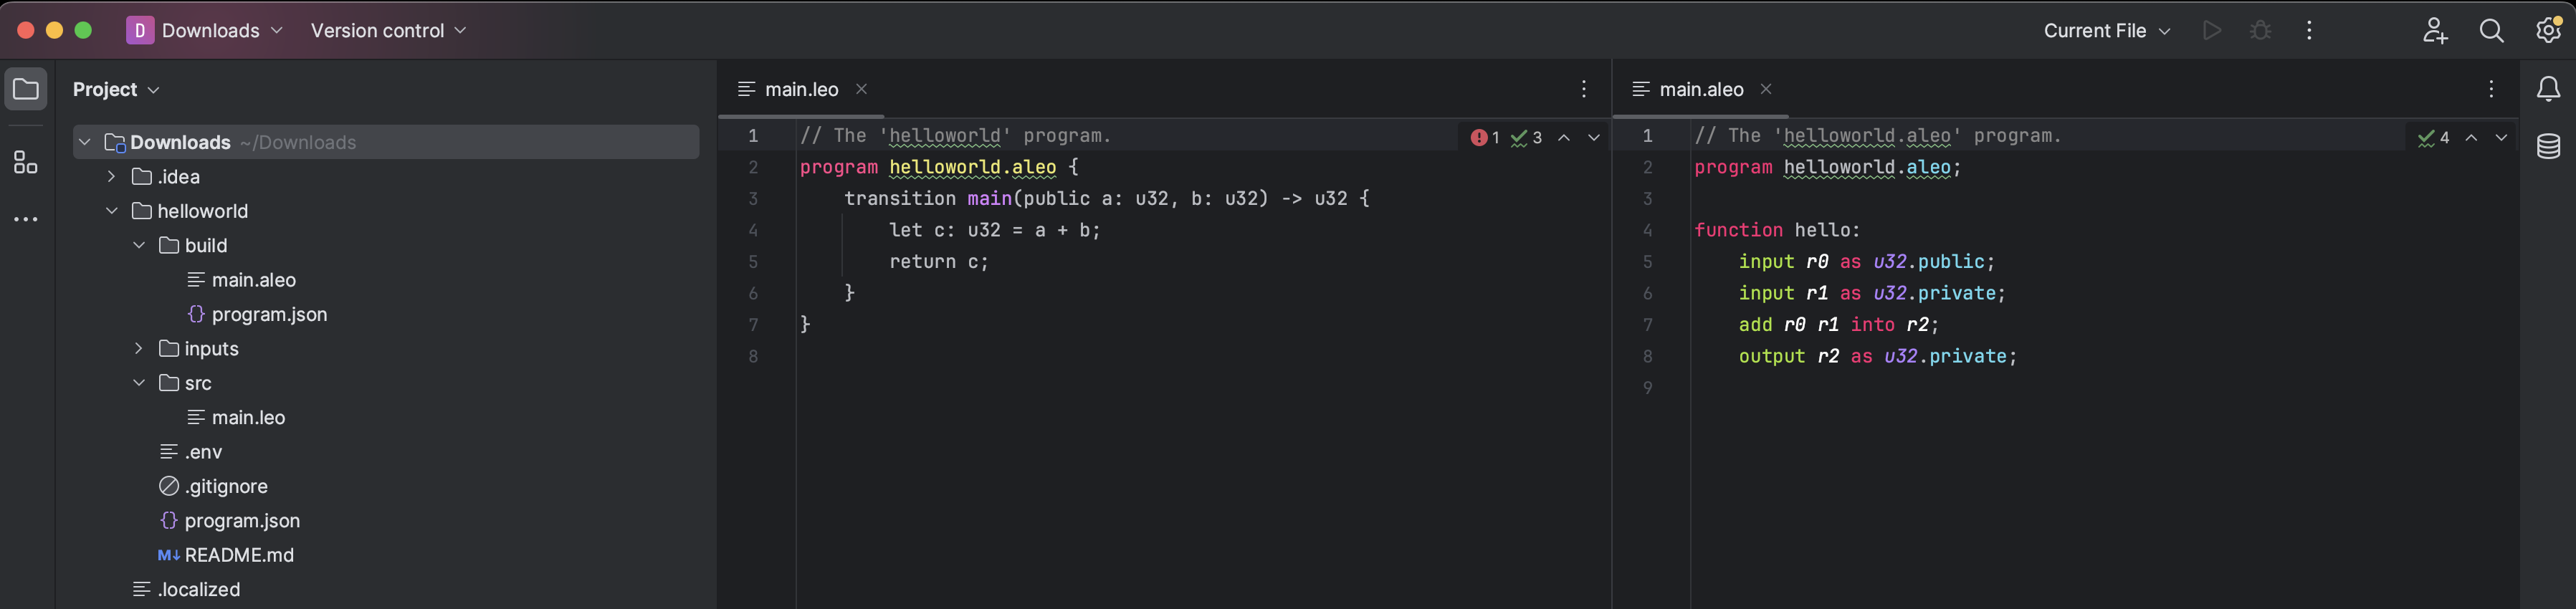 D Downloads Version control Current File
Project
Downloads ~/Downloads
.idea
helloworld
build
main.aleo
program.json
inputs
src
main.leo
.env
.gitignore
program.json
README.md
.localized
main.leo
1 // The 'helloworld' program. 1 3
2 program helloworld.aleo {
3 transition main(public a: u32, b: u32) -> u32 {
4 let c: u32 = a + b;
5 return c;
6 }
7 }
8
main.aleo
1 // The 'helloworld.aleo' program. 4
2 program helloworld.aleo;
3
4 function hello:
5 input r0 as u32.public;
6 input r1 as u32.private;
7 add r0 r1 into r2;
8 output r2 as u32.private;
9